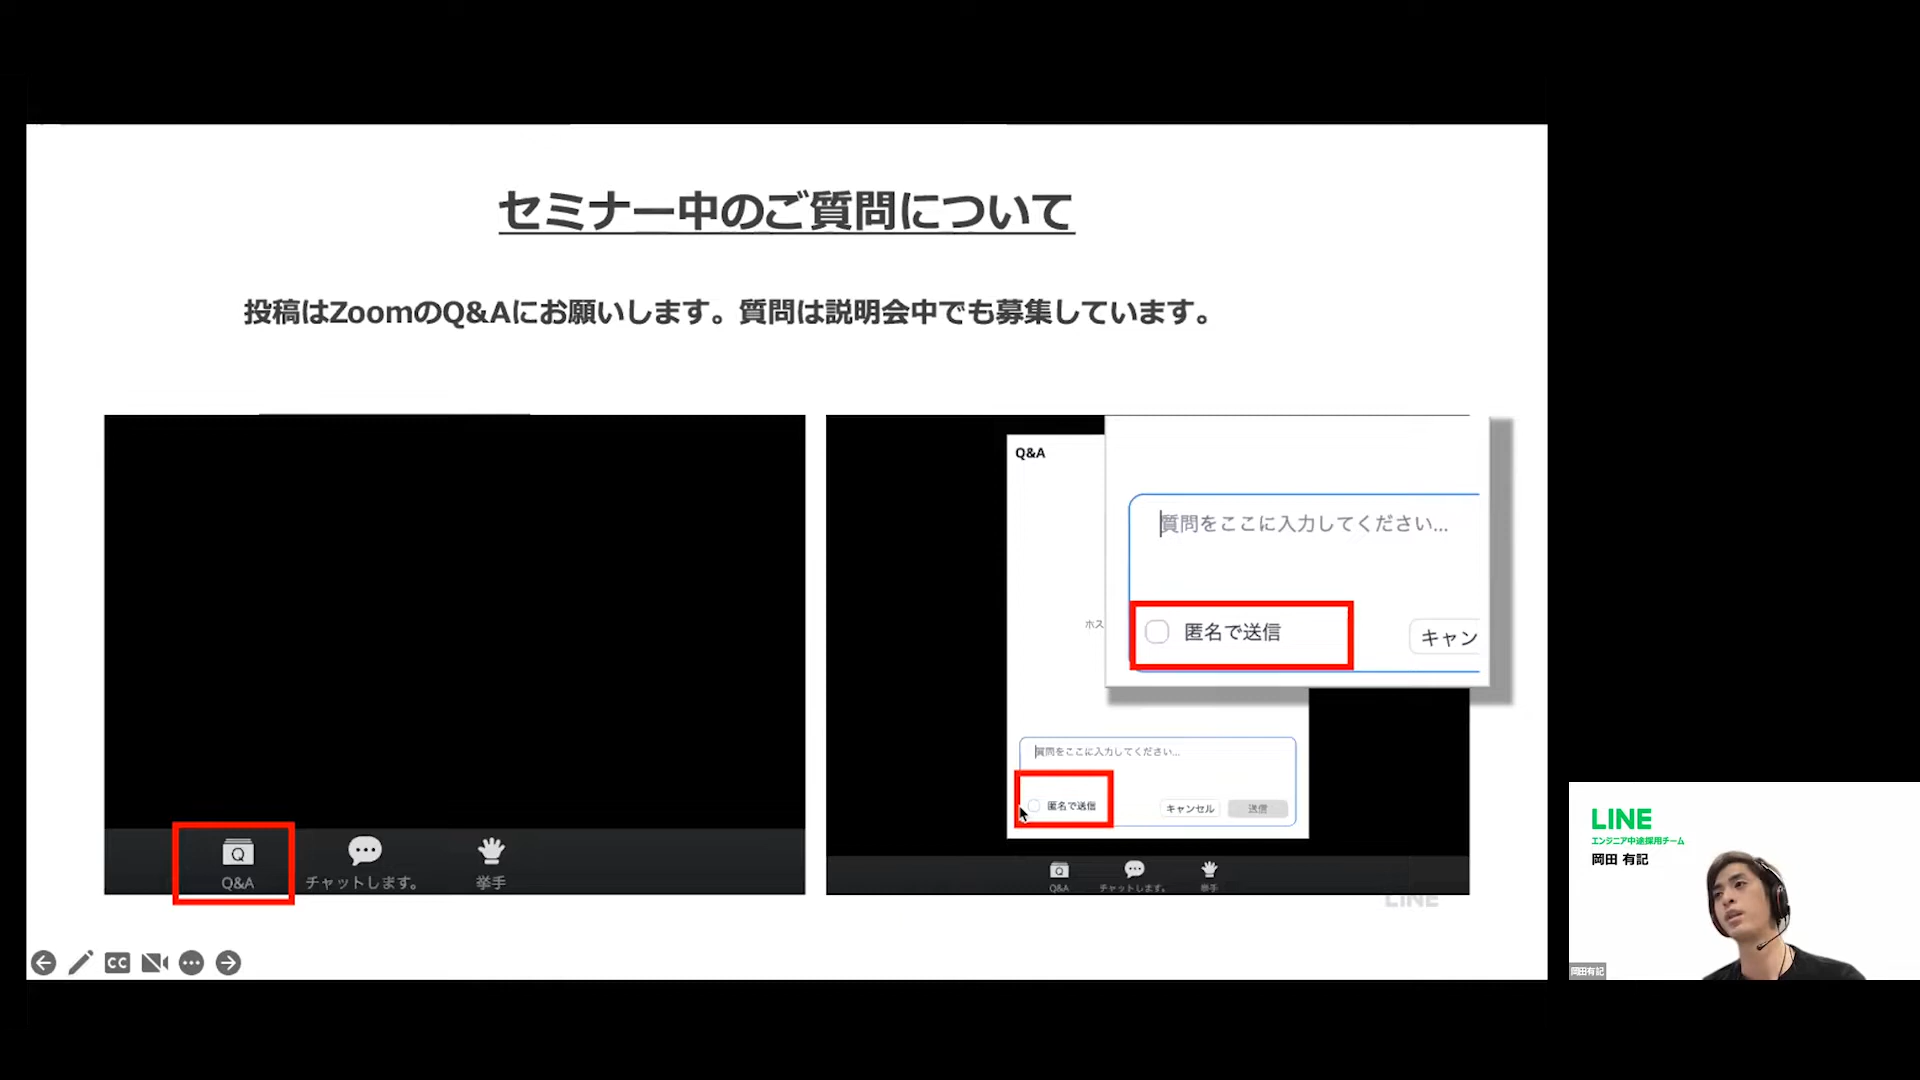 セミナー中のご質問について
投稿はZoomのQ&Aにお願いします。質問は説明会中でも募集しています。
Q&A
チャットします。
挙手
Q&A
質問をここに入力してください...
匿名で送信
キャン
ホス
質問をここに入力してください...
匿名で送信
キャンセル
送信
Q&A
チャットします。
挙手
LINE
CC
LINE
エンジニア中途採用チーム
岡田 有記
岡田有記